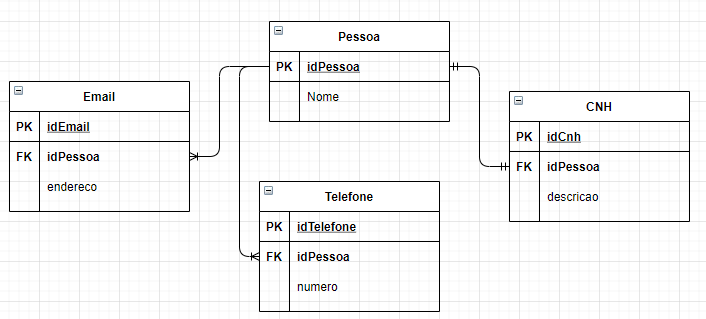 Pessoa
PK idPessoa
Nome
Email
PK idEmail
FK idPessoa
endereco
CNH
PK idCnh
FK idPessoa
descricao
Telefone
PK idTelefone
FK idPessoa
numero